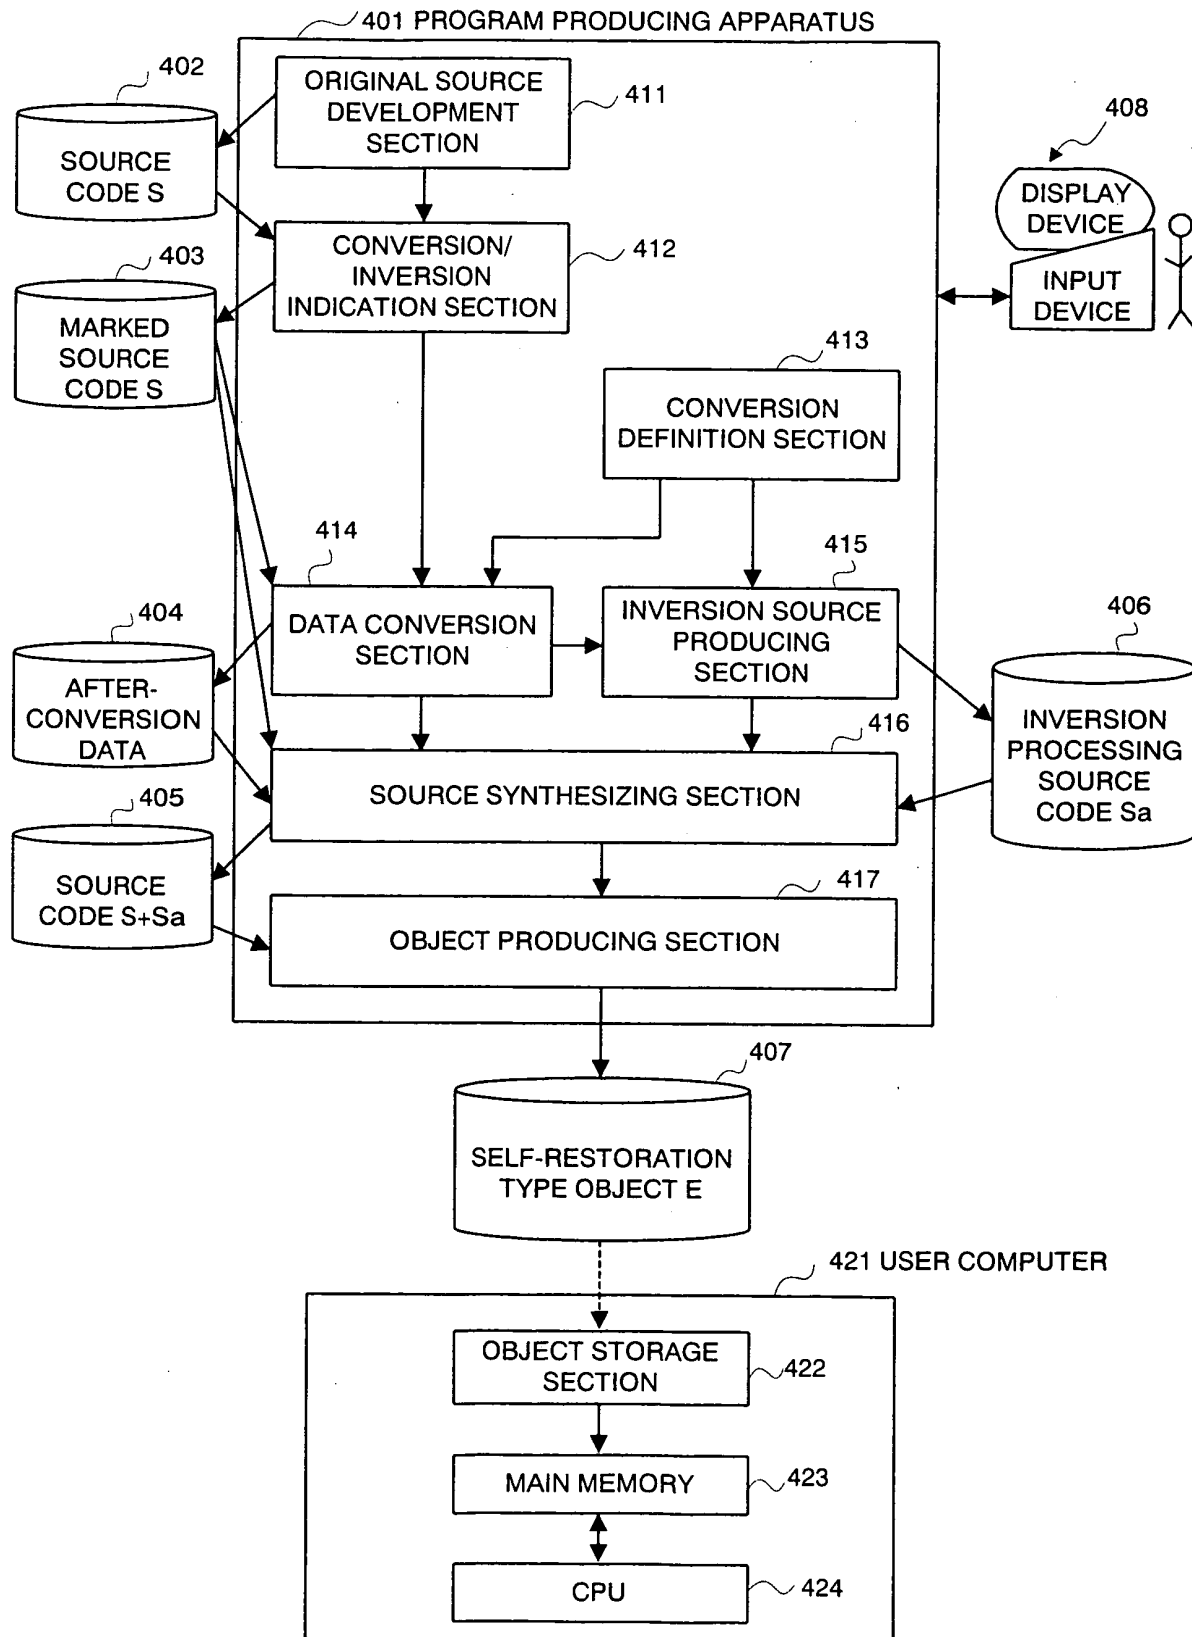 401 PROGRAM PRODUCING APPARATUS
402
ORIGINAL SOURCE
DEVELOPMENT
SECTION
411
SOURCE
CODE S
408
DISPLAY
DEVICE
INPUT
DEVICE
403
CONVERSION/
INVERSION
INDICATION SECTION
412
MARKED
SOURCE
CODE S
413
CONVERSION
DEFINITION SECTION
414
415
DATA CONVERSION
SECTION
INVERSION SOURCE
PRODUCING
SECTION
404
AFTER-
CONVERSION
DATA
406
INVERSION
PROCESSING
SOURCE
CODE Sa
416
SOURCE SYNTHESIZING SECTION
405
SOURCE
CODE S+Sa
417
OBJECT PRODUCING SECTION
407
SELF-RESTORATION
TYPE OBJECT E
421 USER COMPUTER
OBJECT STORAGE
SECTION
422
MAIN MEMORY
423
CPU
424